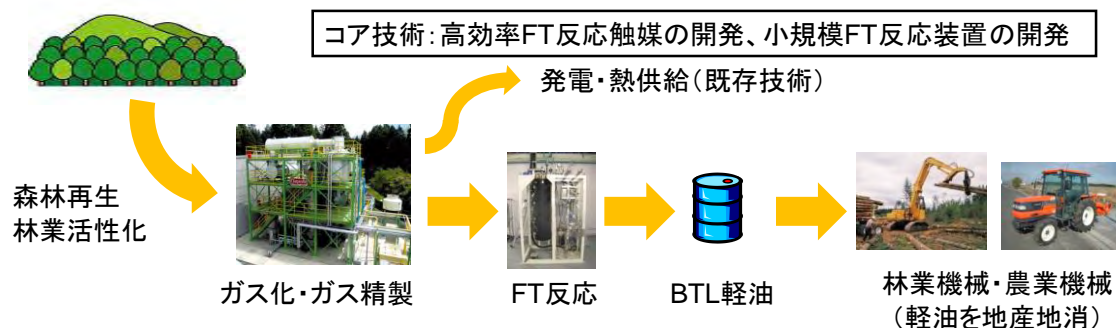 コア技術：高効率FT反応触媒の開発、小規模FT反応装置の開発
発電・熱供給（既存技術）
森林再生
林業活性化
ガス化・ガス精製
FT反応
BTL軽油
林業機械・農業機械
（軽油を地産地消）